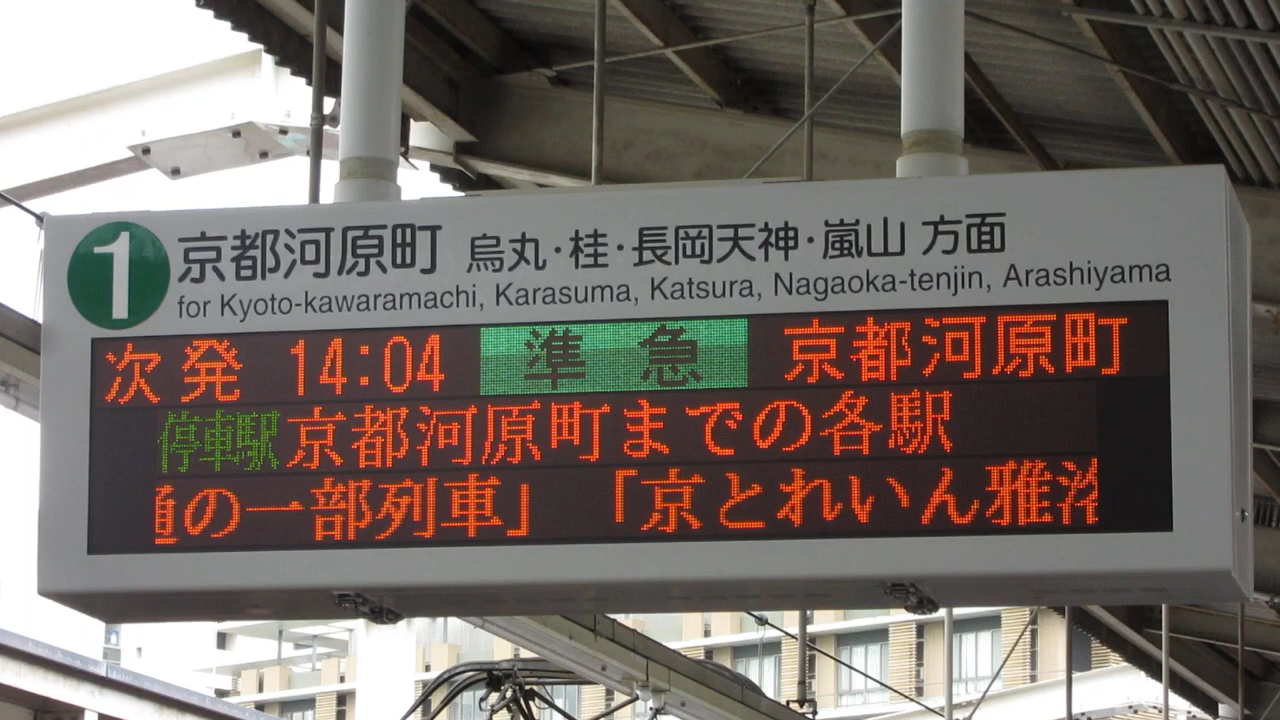 1 京都河原町 烏丸・桂・長岡天神・嵐山 方面
for Kyoto-kawaramachi, Karasuma, Katsura, Nagaoka-tenjin, Arashiyama
次発 14:04 準急 京都河原町
停車駅 京都河原町までの各駅
の一部列車」 「京とれいん雅